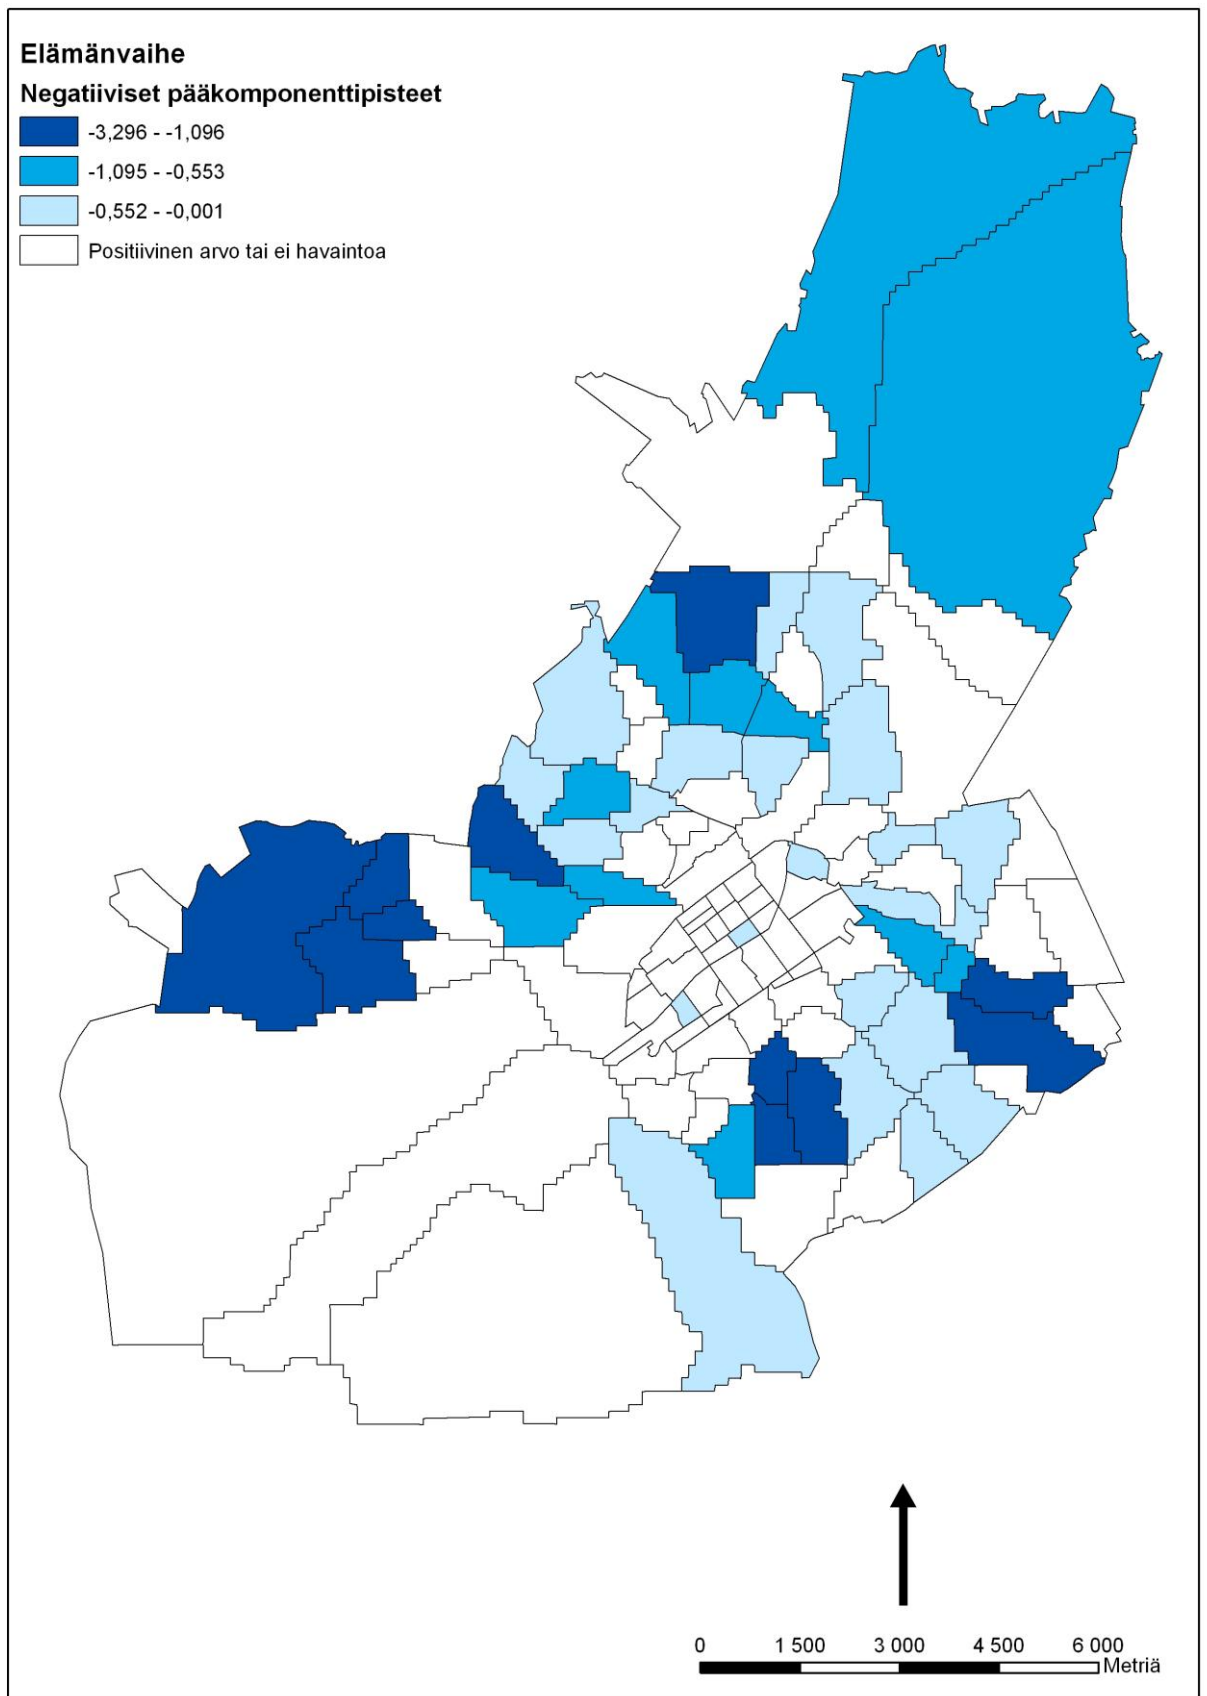 Elämänvaihe
Negatiiviset pääkomponenttipisteet
-3,296 - -1,096
-1,095 - -0,553
-0,552 - -0,001
Positiivinen arvo tai ei havaintoa
0 1 500 3 000 4 500 6 000
Metriä